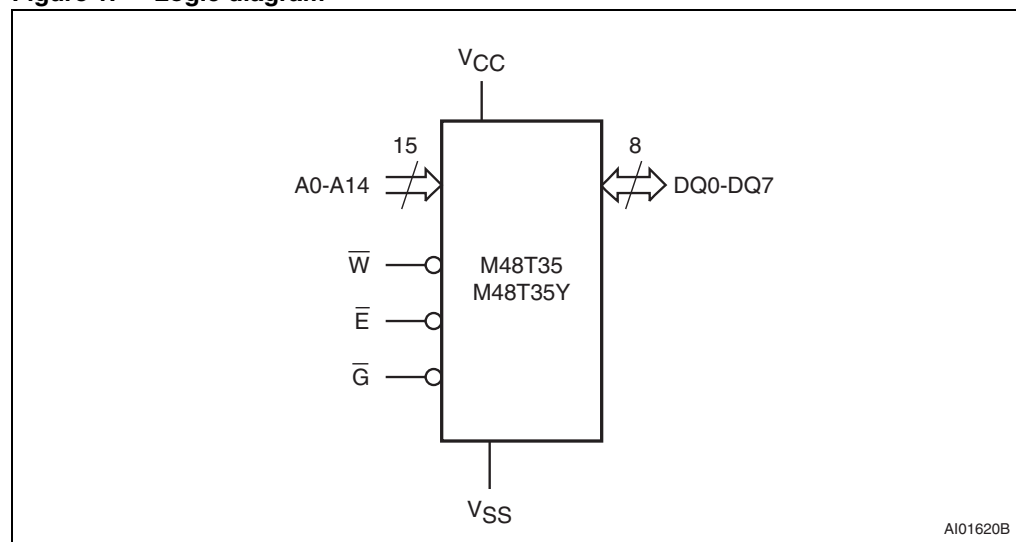 Figure 1. Logic diagram
VCC
15
8
A0-A14
DQ0-DQ7
W
M48T35
M48T35Y
E
G
VSS
AI01620B